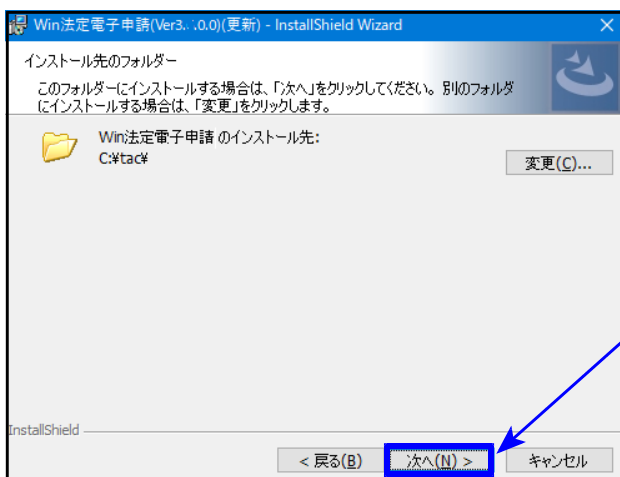 Win法定電子申請(Ver3. .0.0)(更新) - InstallShield Wizard
インストール先のフォルダー
このフォルダーにインストールする場合は、「次へ」をクリックしてください。別のフォルダ
にインストールする場合は、「変更」をクリックします。
Win法定電子申請 のインストール先:
C:¥tac¥
変更(C)...
InstallShield
< 戻る(B)
次へ(N) >
キャンセル